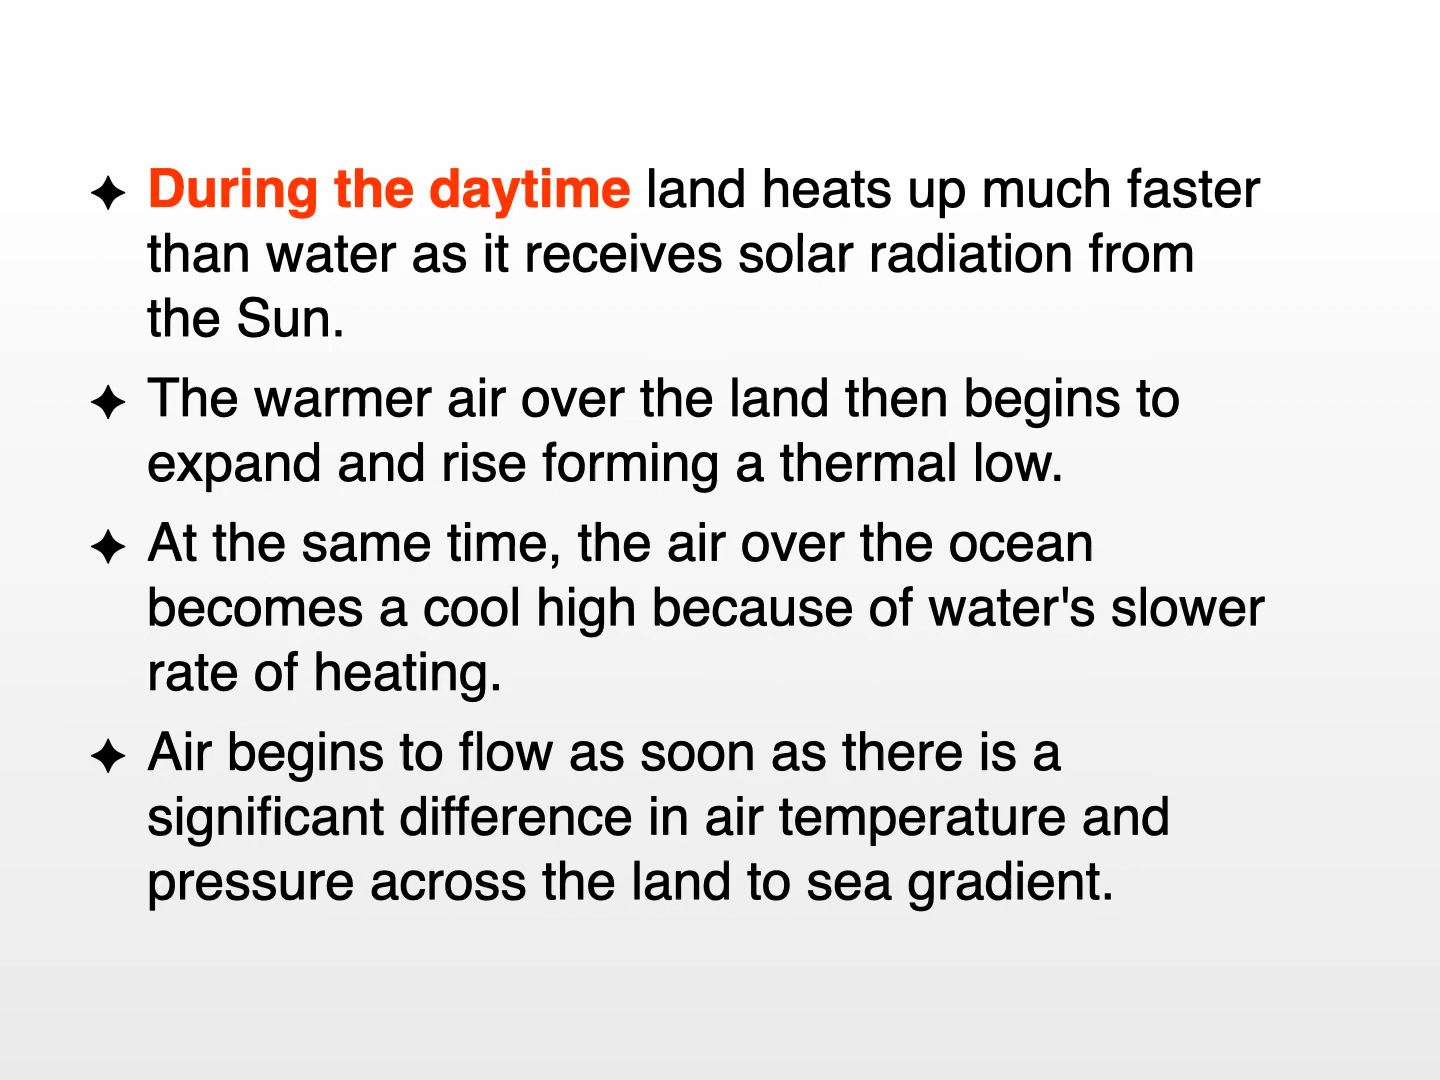 ✦ During the daytime land heats up much faster
than water as it receives solar radiation from
the Sun.
✦ The warmer air over the land then begins to
expand and rise forming a thermal low.
✦ At the same time, the air over the ocean
becomes a cool high because of water's slower
rate of heating.
✦ Air begins to flow as soon as there is a
significant difference in air temperature and
pressure across the land to sea gradient.